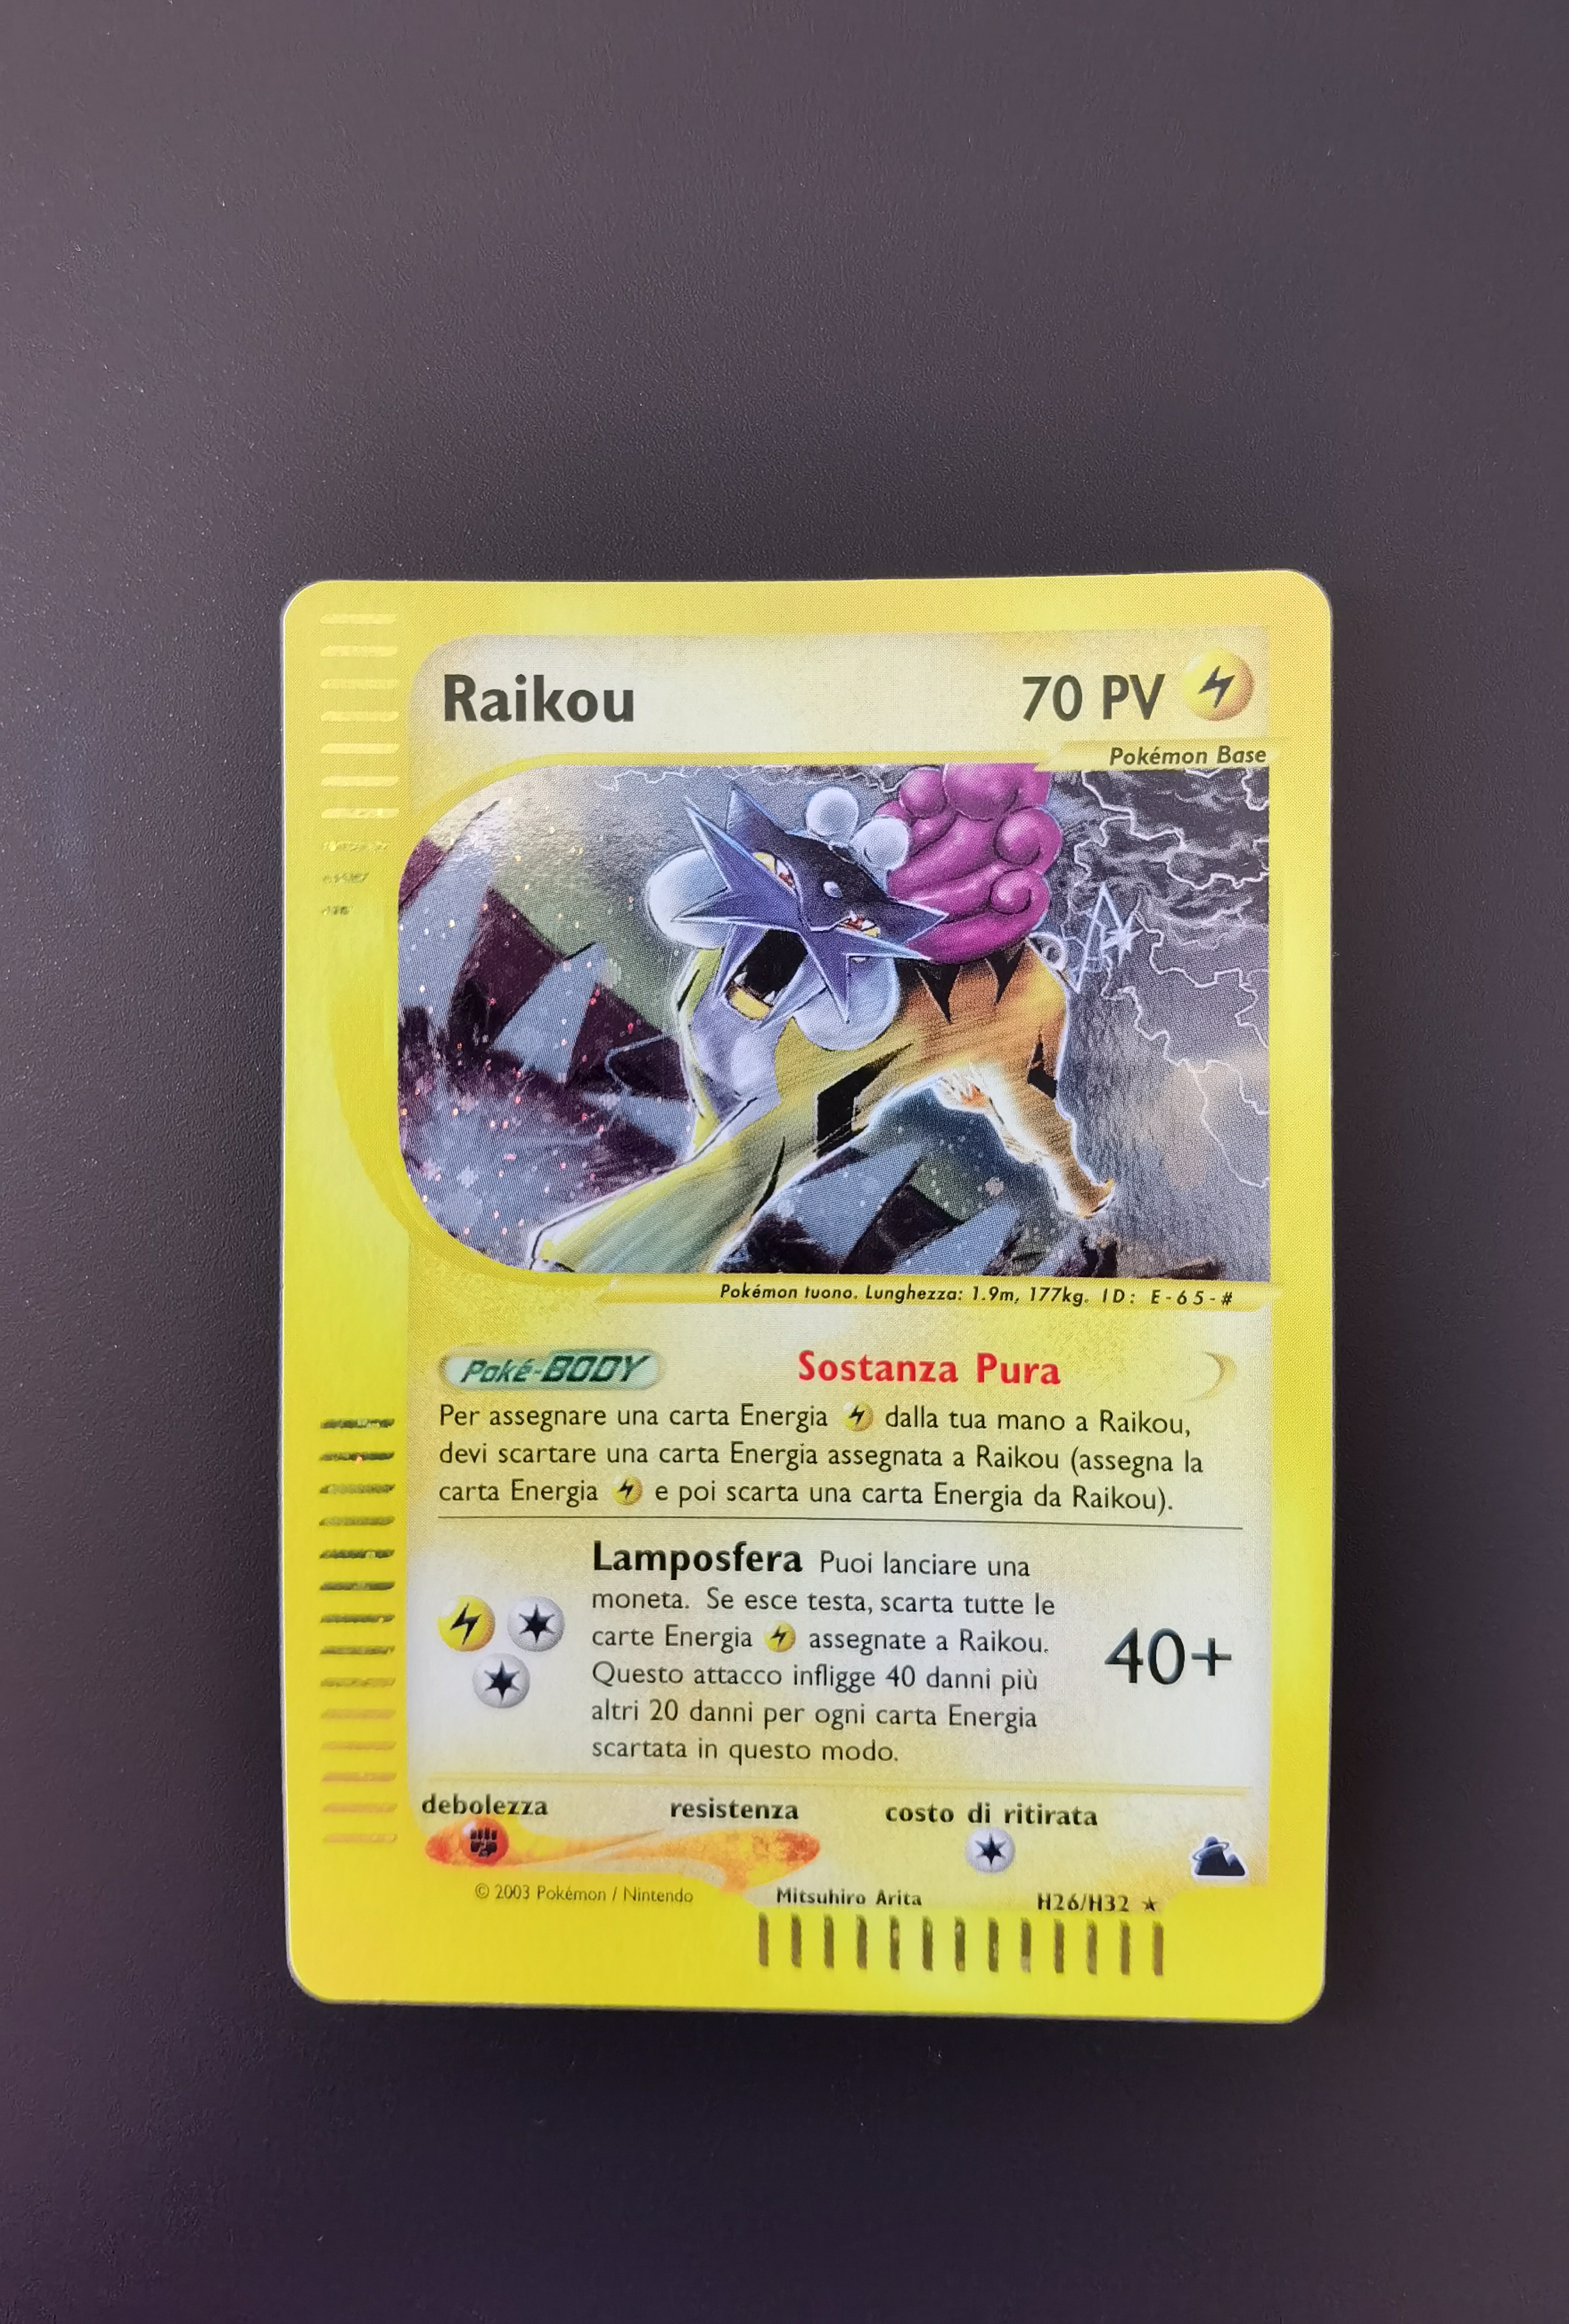 Raikou 70 PV
Pokémon Base
Pokémon tuono. Lunghezza: 1.9m, 177kg. ID: E-65-#
Poké-BODY Sostanza Pura
Per assegnare una carta Energia dalla tua mano a Raikou,
devi scartare una carta Energia assegnata a Raikou (assegna la
carta Energia e poi scarta una carta Energia da Raikou).
Lamposfera Puoi lanciare una
moneta. Se esce testa, scarta tutte le
carte Energia assegnate a Raikou.
Questo attacco infligge 40 danni più
altri 20 danni per ogni carta Energia
scartata in questo modo.
40+
debolezza resistenza costo di ritirata
© 2003 Pokémon / Nintendo Mitsuhiro Arita H26/H32 ★